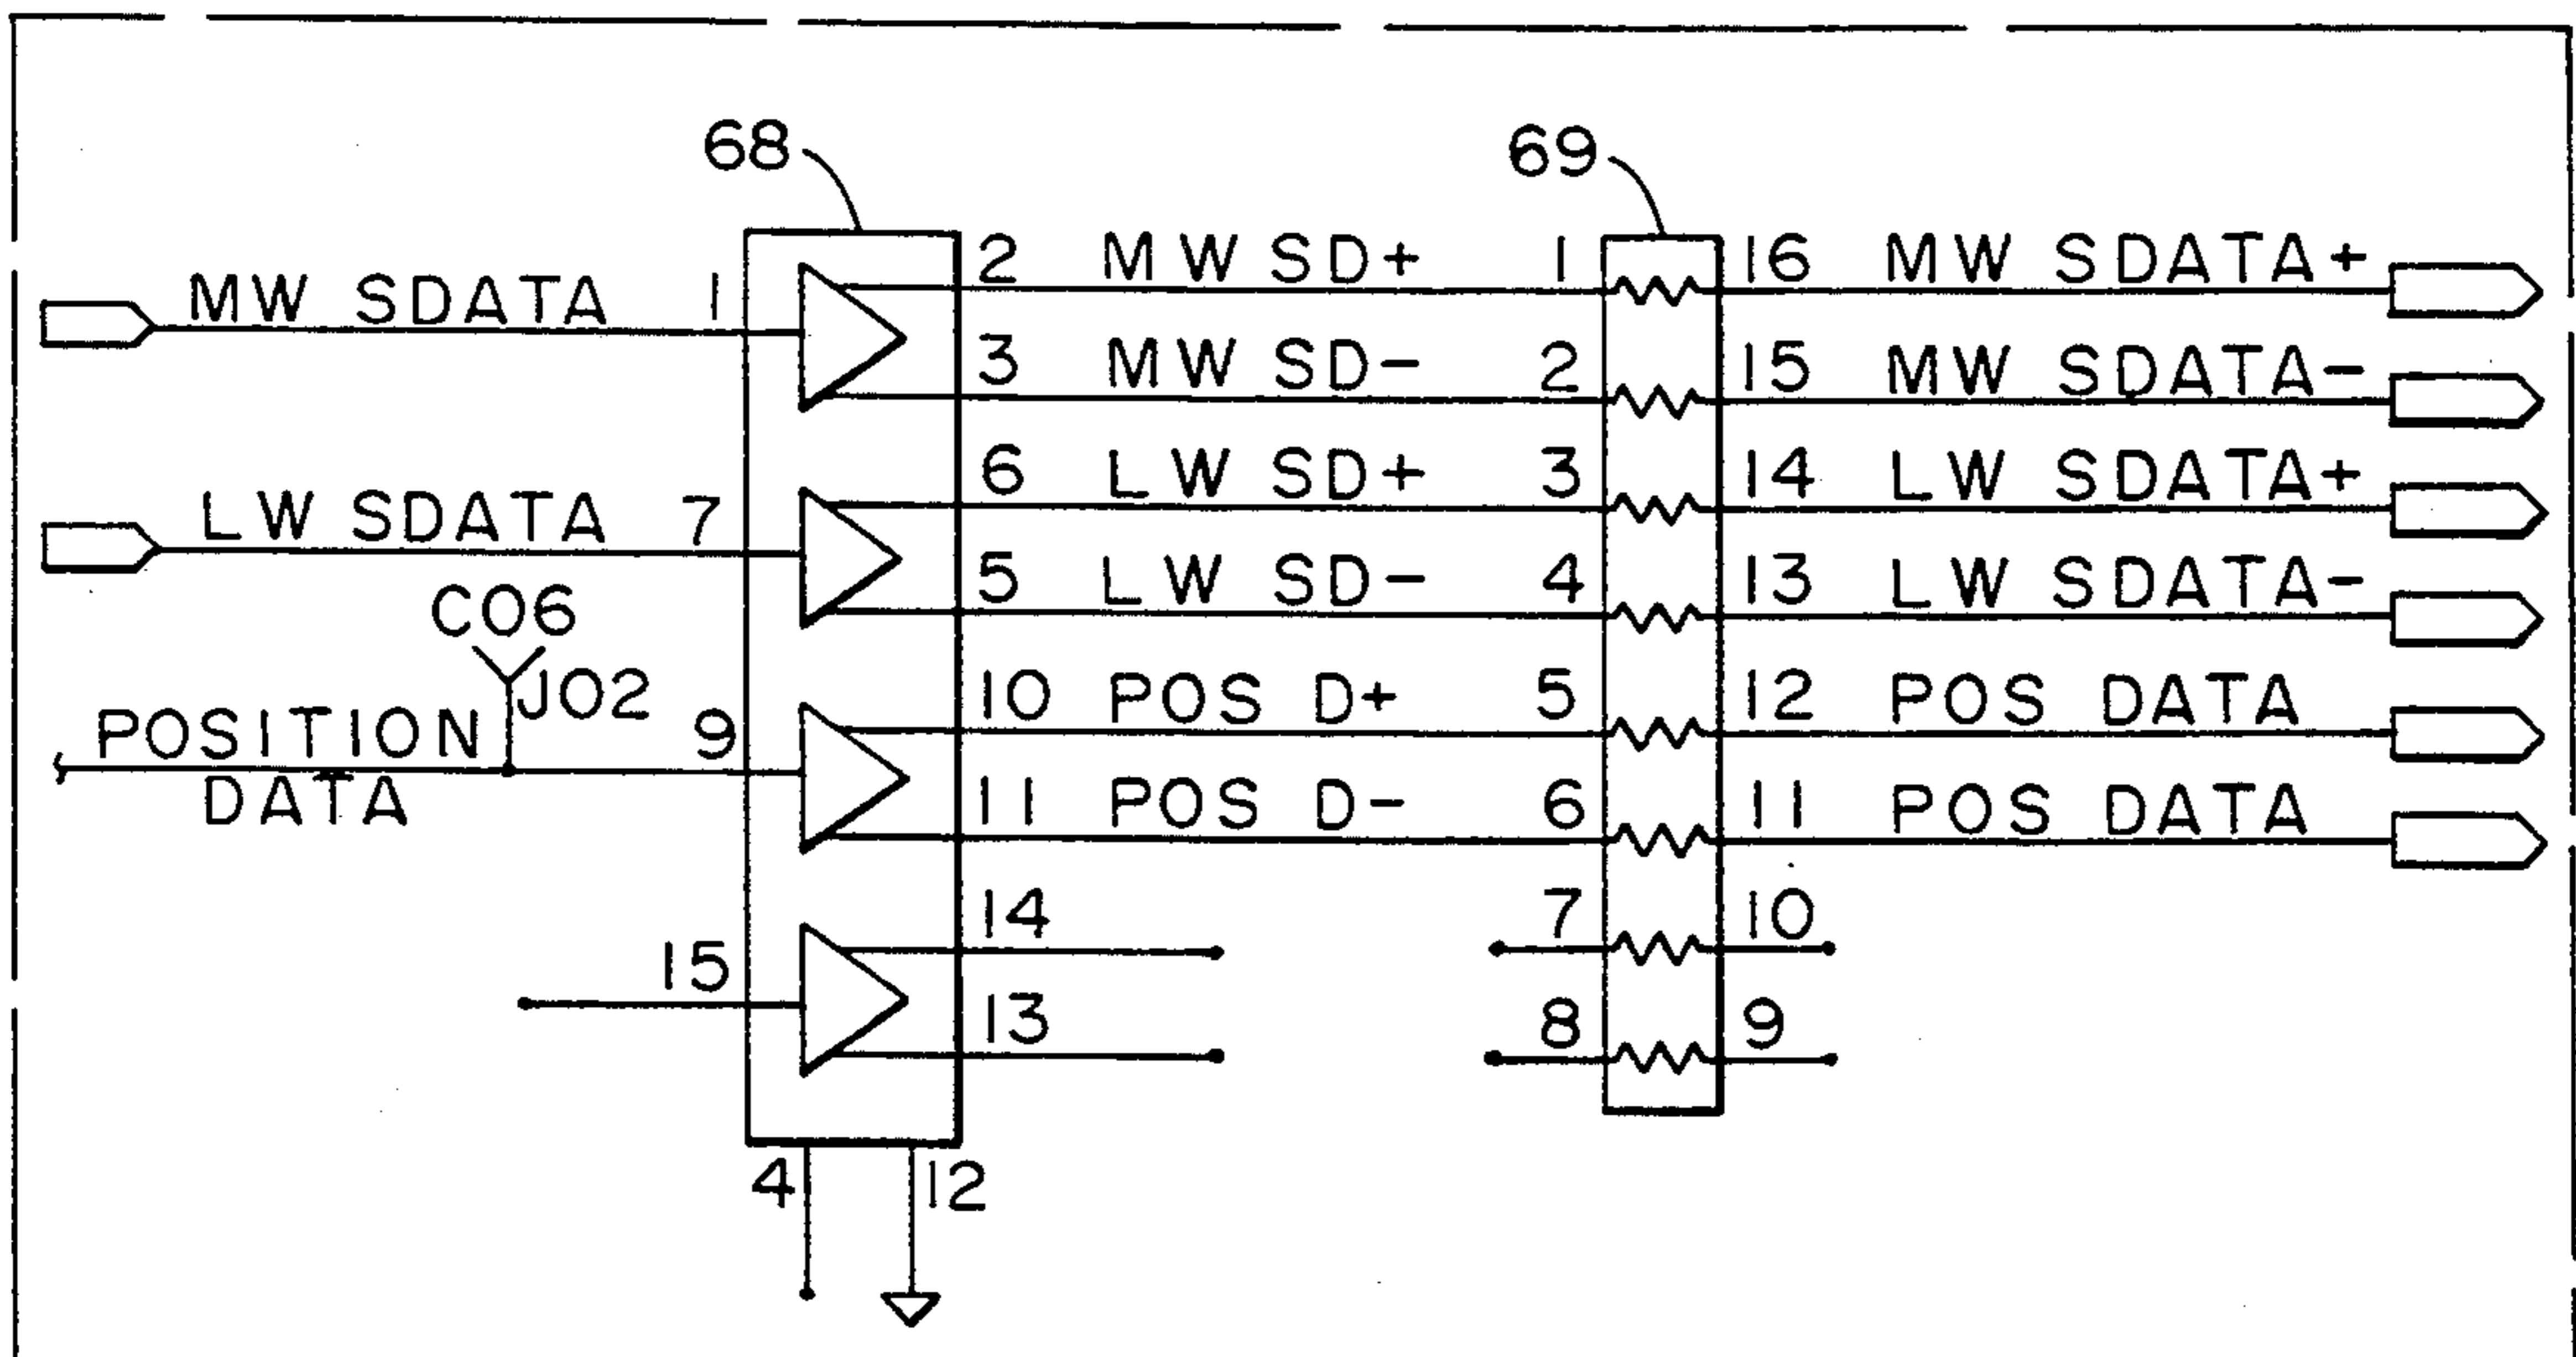 68
69
MW SDATA 1
2 MW SD+ 1
16 MW SDATA+
3 MW SD- 2
15 MW SDATA-
LW SDATA 7
6 LW SD+ 3
14 LW SDATA+
5 LW SD- 4
13 LW SDATA-
C06
J02
POSITION
DATA
9
10 POS D+ 5
12 POS DATA
11 POS D- 6
11 POS DATA
15
14
7
10
13
8
9
4
12